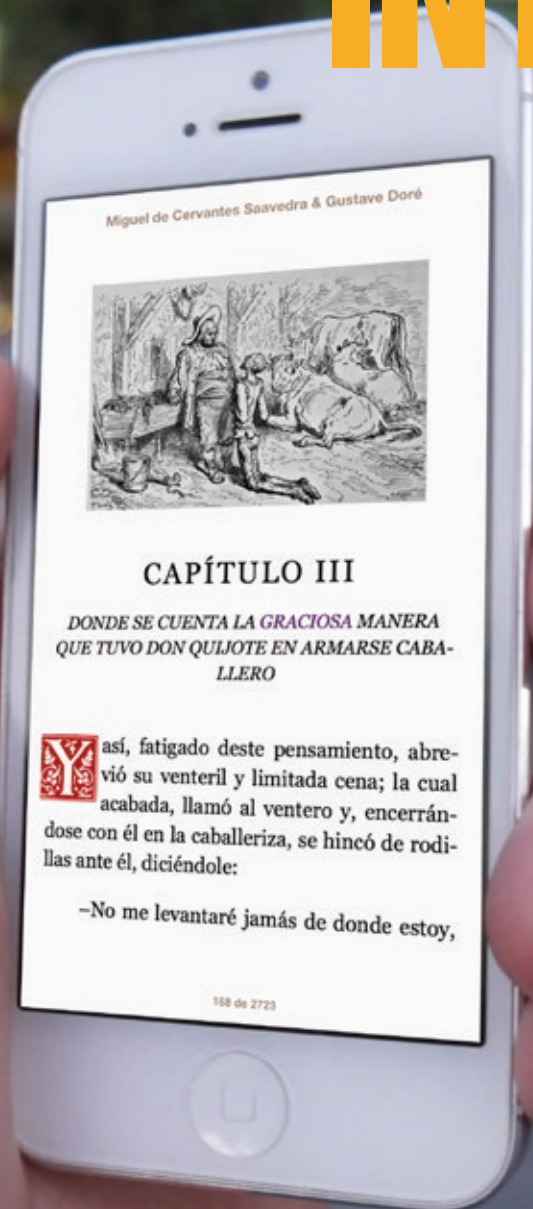 IN
Miguel de Cervantes Saavedra & Gustave Doré
CAPÍTULO III
DONDE SE CUENTA LA GRACIOSA MANERA
QUE TUVO DON QUIJOTE EN ARMARSE CABA-
LLERO
Y así, fatigado deste pensamiento, abre-
vió su venteril y limitada cena; la cual
acabada, llamó al ventero y, encerrán-
dose con él en la caballeriza, se hincó de rodi-
llas ante él, diciéndole:
–No me levantaré jamás de donde estoy,
168 de 2723